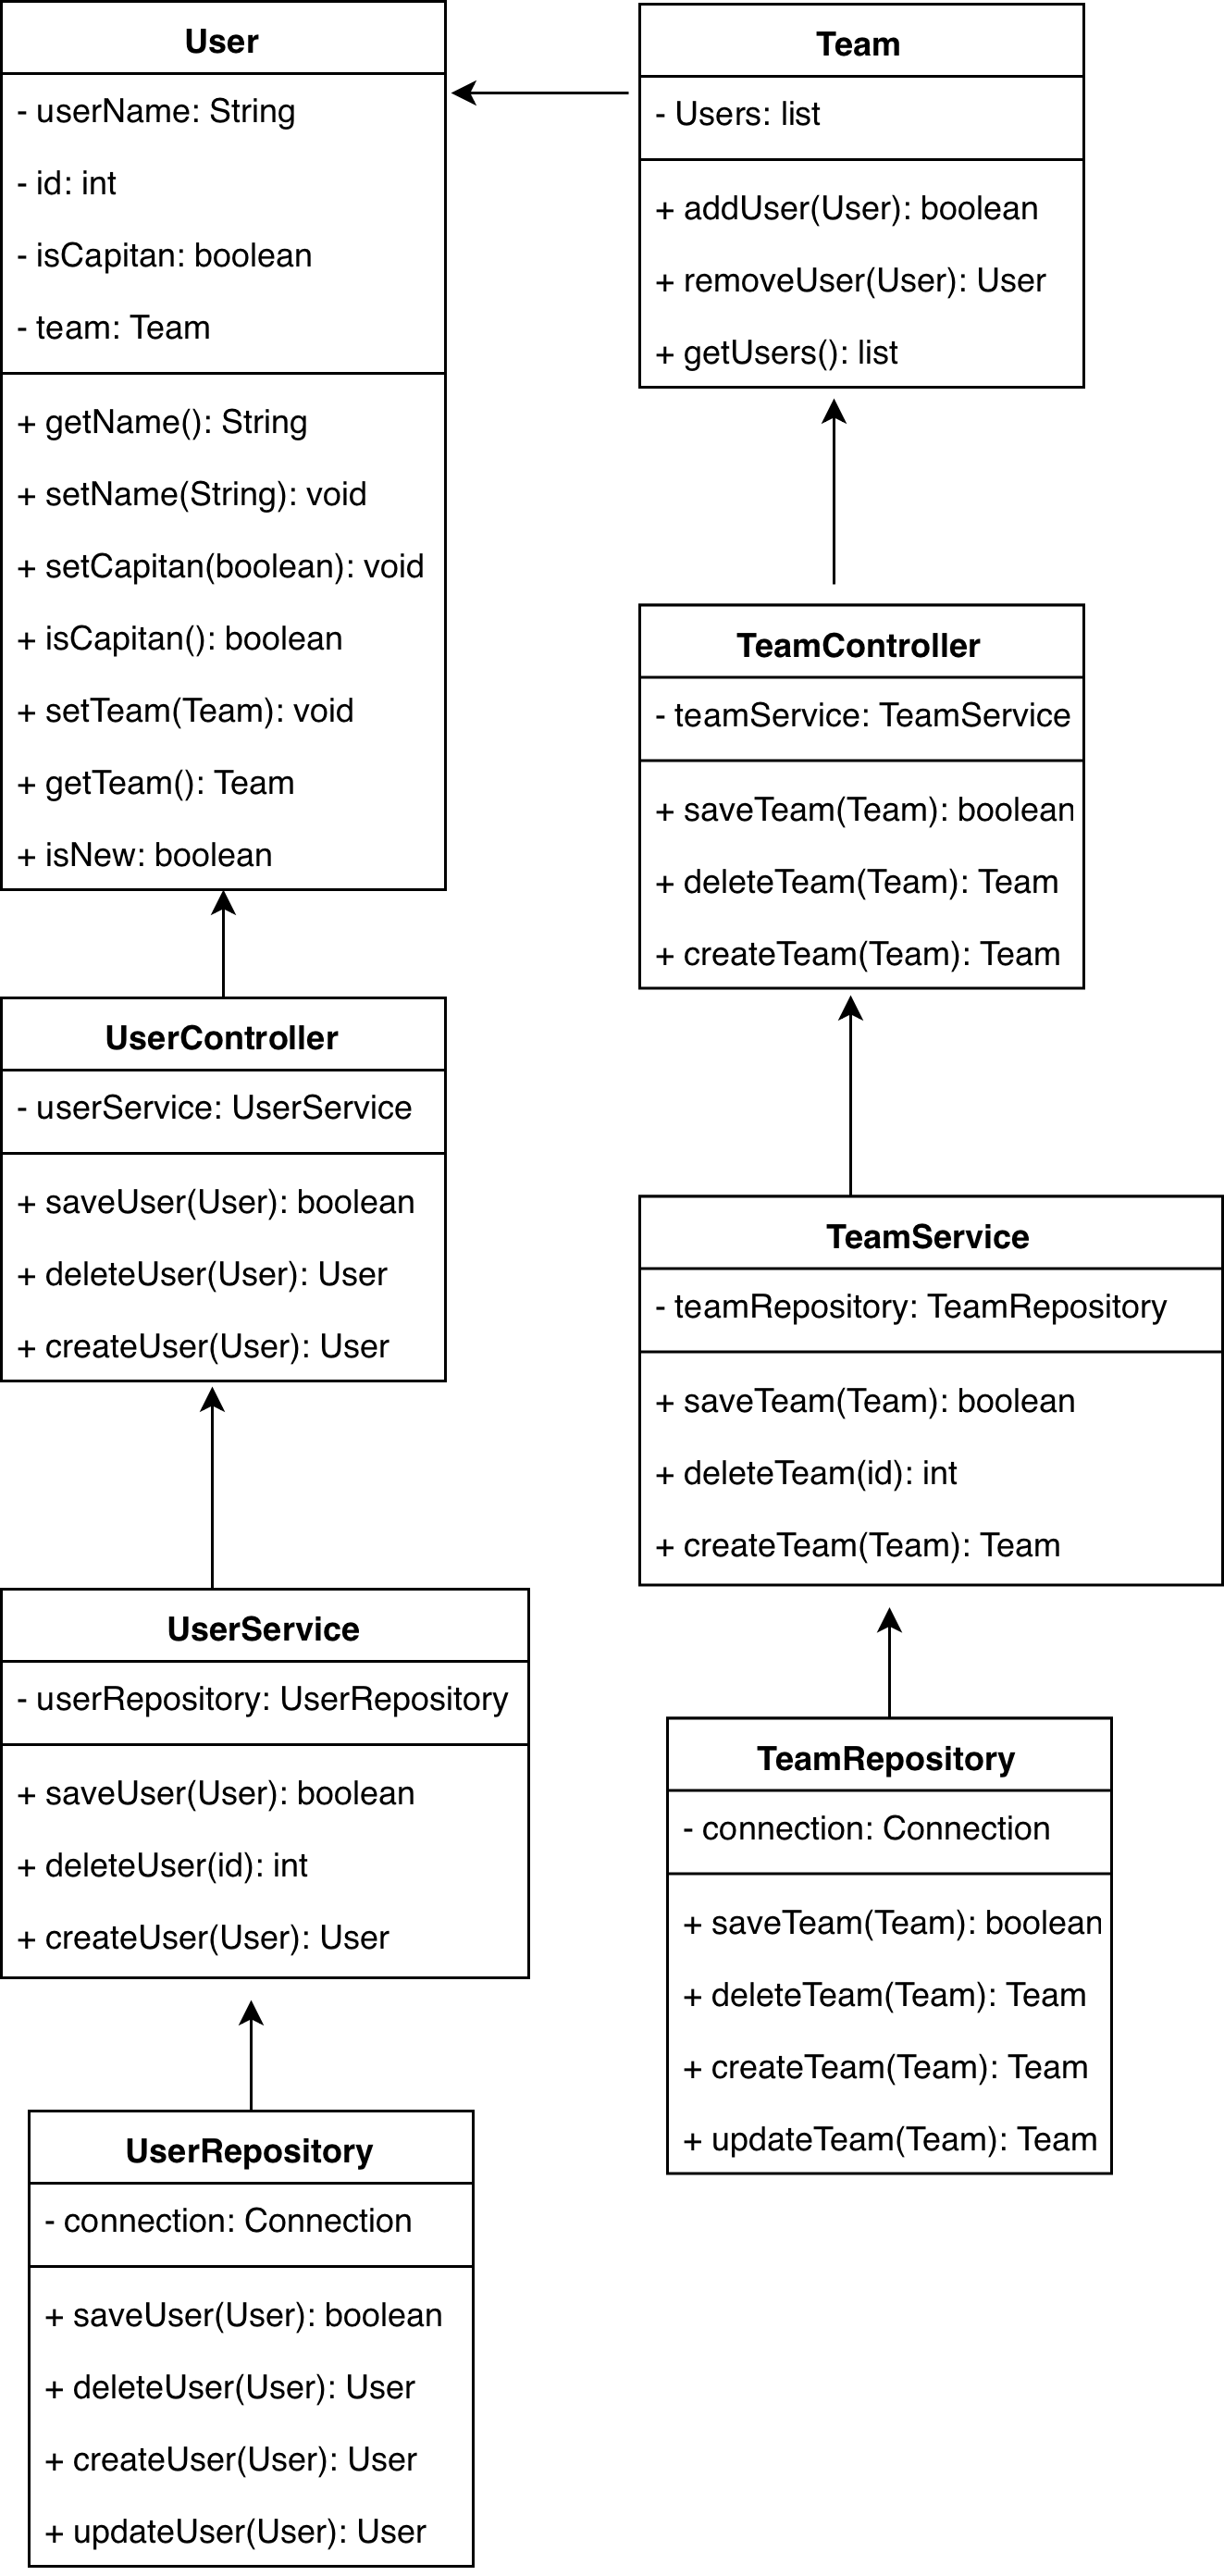 User
- userName: String
- id: int
- isCapitan: boolean
- team: Team
+ getName(): String
+ setName(String): void
+ setCapitan(boolean): void
+ isCapitan(): boolean
+ setTeam(Team): void
+ getTeam(): Team
+ isNew: boolean
UserController
- userService: UserService
+ saveUser(User): boolean
+ deleteUser(User): User
+ createUser(User): User
UserService
- userRepository: UserRepository
+ saveUser(User): boolean
+ deleteUser(id): int
+ createUser(User): User
UserRepository
- connection: Connection
+ saveUser(User): boolean
+ deleteUser(User): User
+ createUser(User): User
+ updateUser(User): User
Team
- Users: list
+ addUser(User): boolean
+ removeUser(User): User
+ getUsers(): list
TeamController
- teamService: TeamService
+ saveTeam(Team): boolean
+ deleteTeam(Team): Team
+ createTeam(Team): Team
TeamService
- teamRepository: TeamRepository
+ saveTeam(Team): boolean
+ deleteTeam(id): int
+ createTeam(Team): Team
TeamRepository
- connection: Connection
+ saveTeam(Team): boolean
+ deleteTeam(Team): Team
+ createTeam(Team): Team
+ updateTeam(Team): Team